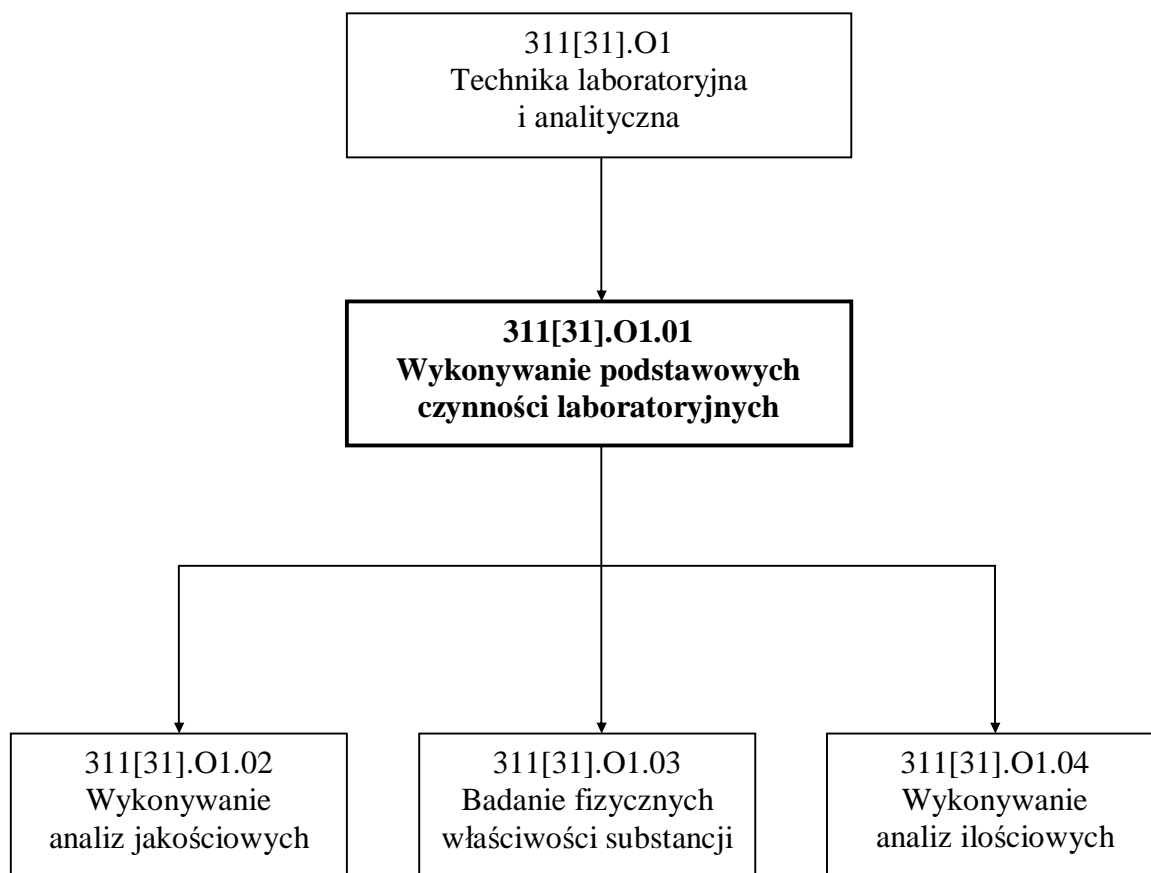 311[31].O1
Technika laboratoryjna
i analityczna
311[31].O1.01
Wykonywanie podstawowych
czynności laboratoryjnych
311[31].O1.02
Wykonywanie
analiz jakościowych
311[31].O1.03
Badanie fizycznych
właściwości substancji
311[31].O1.04
Wykonywanie
analiz ilościowych